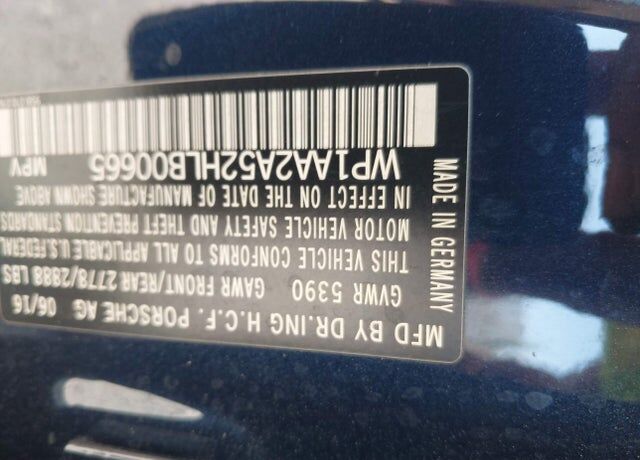 MFD BY DR.ING H.C.F. PORSCHE AG 06/16
GVWR 5390 GAWR FRONT/REAR 2778/2888 LBS
THIS VEHICLE CONFORMS TO ALL APPLICABLE U.S.FEDERAL
MOTOR VEHICLE SAFETY AND THEFT PREVENTION STANDARDS
IN EFFECT ON THE DATE OF MANUFACTURE SHOWN ABOVE
WP1AA2A52HLB00665 MPV
MADE IN GERMANY